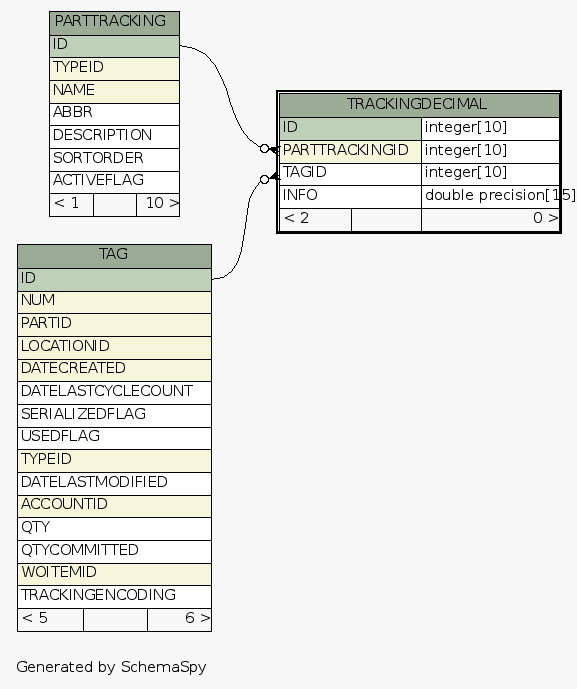 PARTTRACKING
ID
TYPEID
NAME
ABBR
DESCRIPTION
SORTORDER
ACTIVEFLAG
< 1 10 >
TRACKINGDECIMAL
ID integer[10]
PARTTRACKINGID integer[10]
TAGID integer[10]
INFO double precision[15]
< 2 0 >
TAG
ID
NUM
PARTID
LOCATIONID
DATECREATED
DATELASTCYCLECOUNT
SERIALIZEDFLAG
USEDFLAG
TYPEID
DATELASTMODIFIED
ACCOUNTID
QTY
QTYCOMMITTED
WOITEMID
TRACKINGENCODING
< 5 6 >
Generated by SchemaSpy